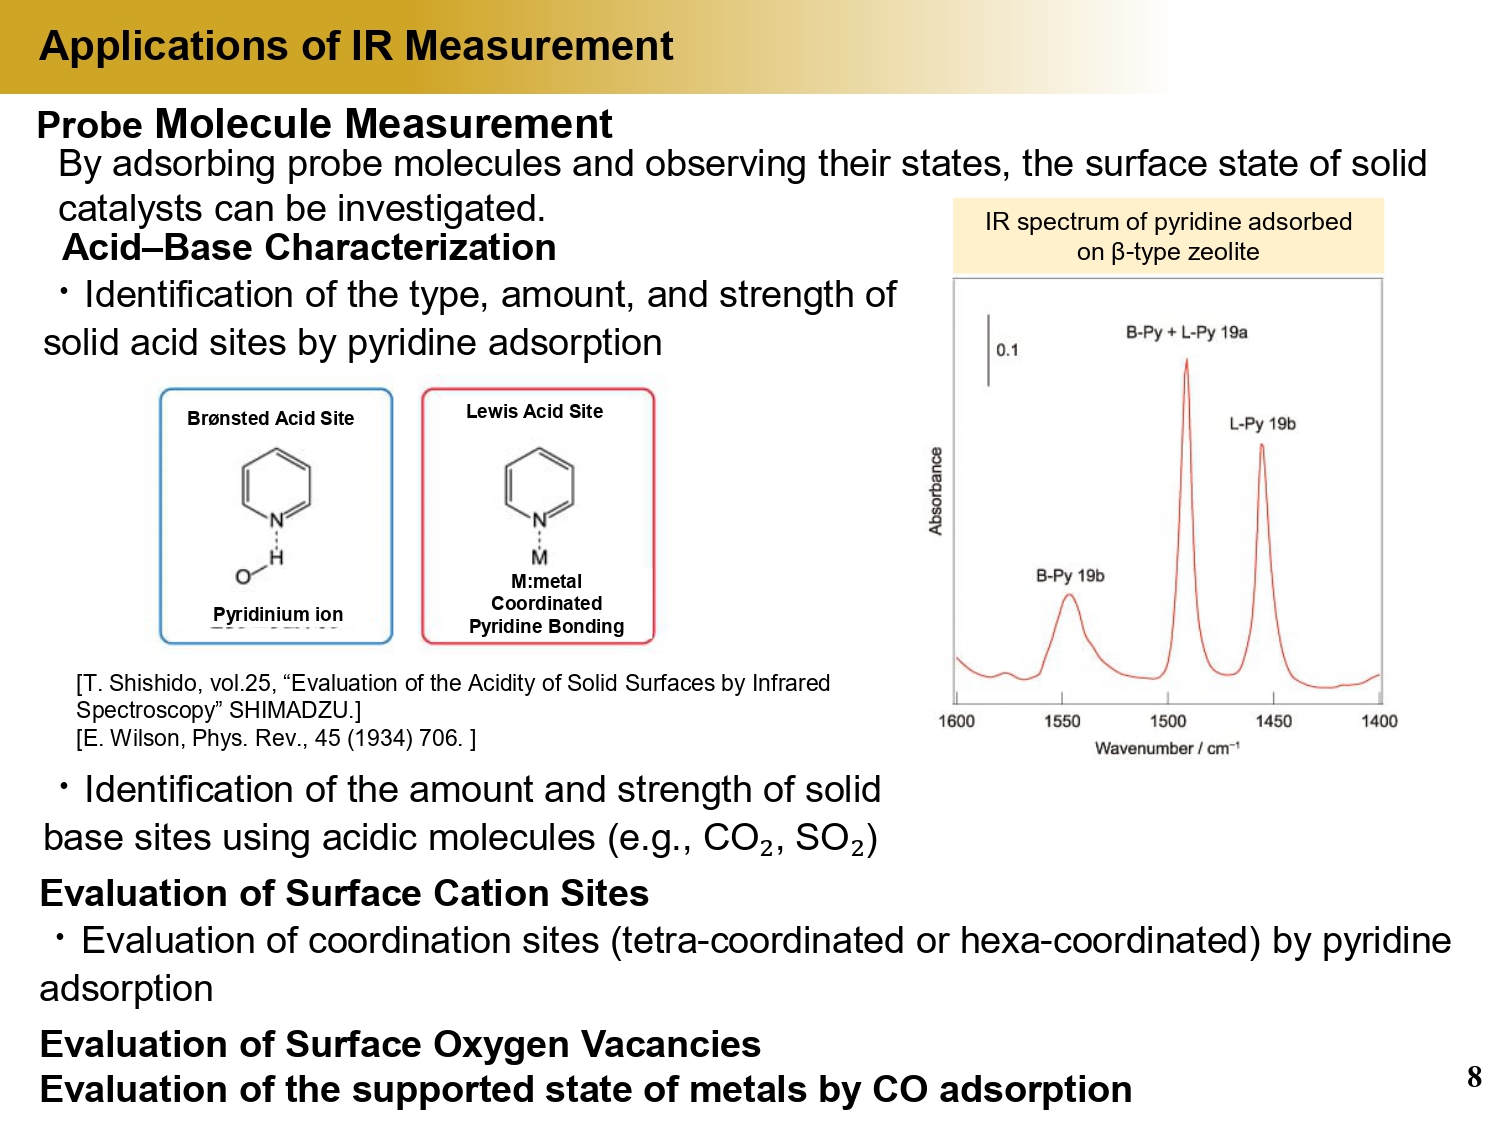 Applications of IR Measurement
Probe Molecule Measurement
By adsorbing probe molecules and observing their states, the surface state of solid
catalysts can be investigated.
Acid–Base Characterization
・Identification of the type, amount, and strength of
solid acid sites by pyridine adsorption
Brønsted Acid Site
N
H
O
Pyridinium ion
Lewis Acid Site
N
M
M:metal
Coordinated
Pyridine Bonding
[T. Shishido, vol.25, “Evaluation of the Acidity of Solid Surfaces by Infrared
Spectroscopy” SHIMADZU.]
[E. Wilson, Phys. Rev., 45 (1934) 706. ]
IR spectrum of pyridine adsorbed
on β-type zeolite
B-Py + L-Py 19a
0.1
L-Py 19b
B-Py 19b
Absorbance
1600 1550 1500 1450 1400
Wavenumber / cm⁻¹
・Identification of the amount and strength of solid
base sites using acidic molecules (e.g., CO₂, SO₂)
Evaluation of Surface Cation Sites
・Evaluation of coordination sites (tetra-coordinated or hexa-coordinated) by pyridine
adsorption
Evaluation of Surface Oxygen Vacancies
Evaluation of the supported state of metals by CO adsorption
8